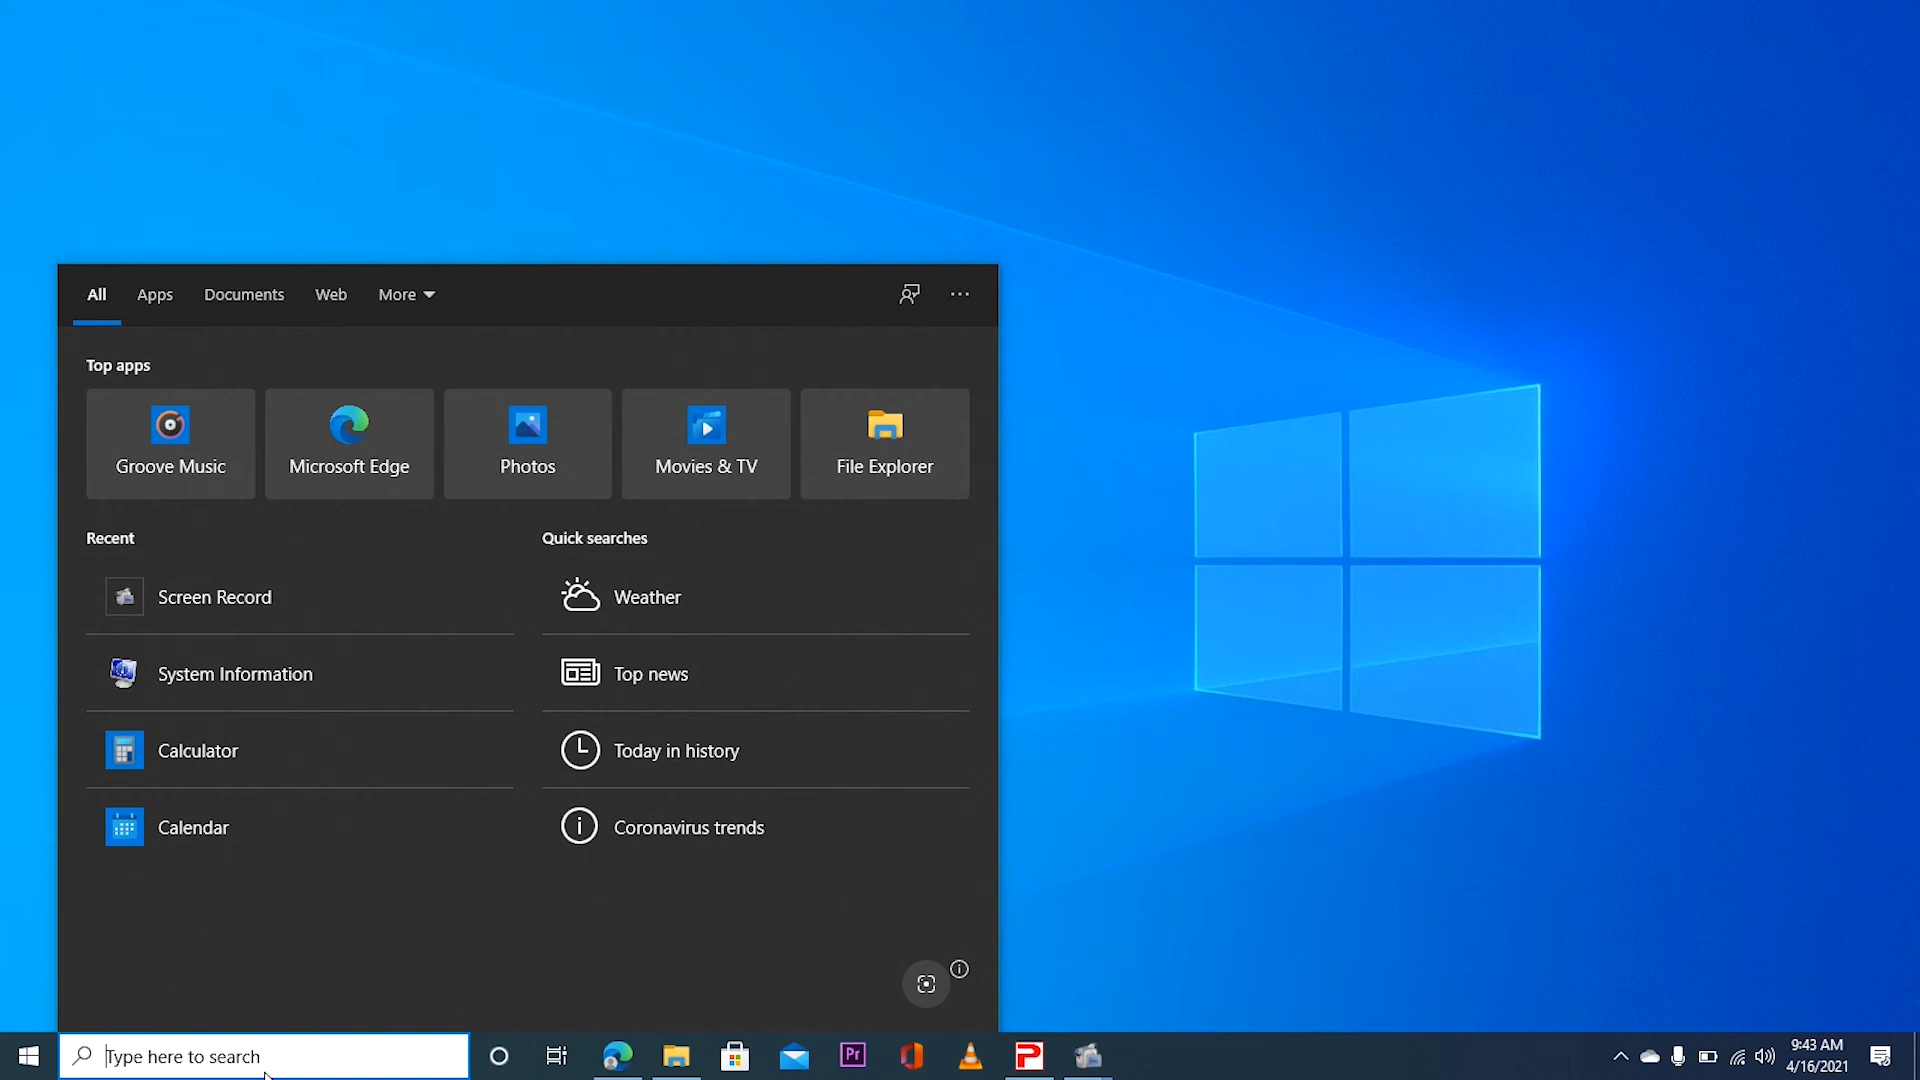 All Apps Documents Web More
Top apps
Groove Music Microsoft Edge Photos Movies & TV File Explorer
Recent
Screen Record
System Information
Calculator
Calendar
Quick searches
Weather
Top news
Today in history
Coronavirus trends
Type here to search
Pr
9:43 AM
4/16/2021